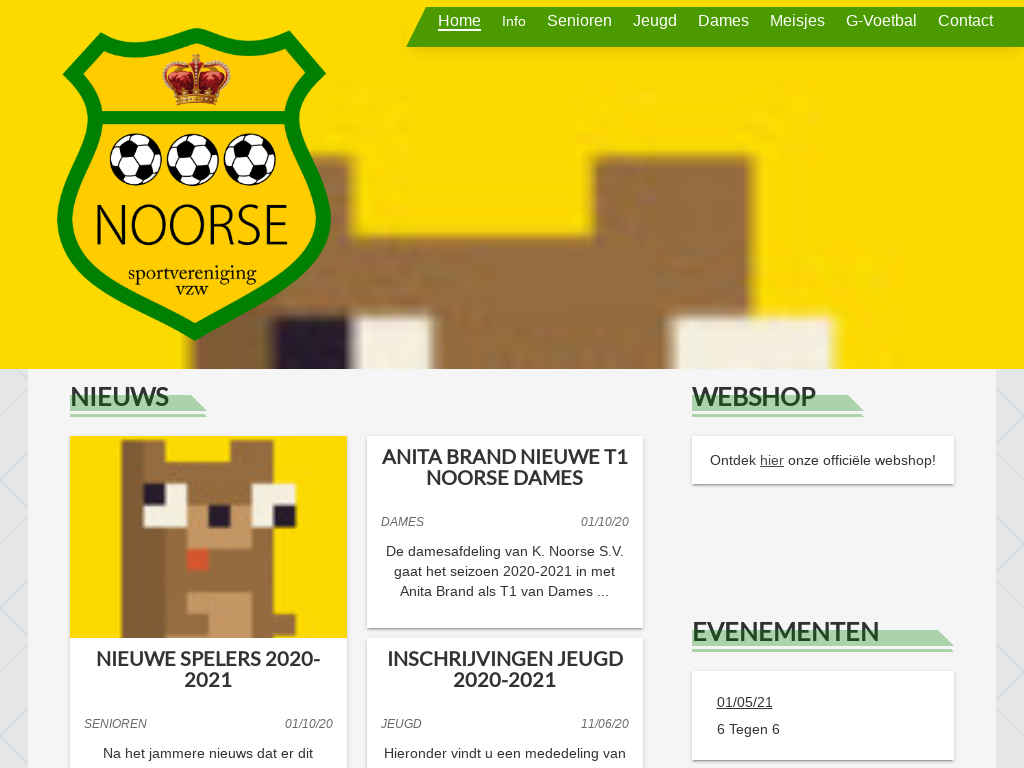 Home Info Senioren Jeugd Dames Meisjes G-Voetbal Contact
NOORSE
sportvereniging
vzw
NIEUWS
NIEUWE SPELERS 2020-
2021
SENIOREN 01/10/20
Na het jammere nieuws dat er dit
ANITA BRAND NIEUWE T1
NOORSE DAMES
DAMES 01/10/20
De damesafdeling van K. Noorse S.V.
gaat het seizoen 2020-2021 in met
Anita Brand als T1 van Dames ...
INSCHRIJVINGEN JEUGD
2020-2021
JEUGD 11/06/20
Hieronder vindt u een mededeling van
WEBSHOP
Ontdek hier onze officiële webshop!
EVENEMENTEN
01/05/21
6 Tegen 6